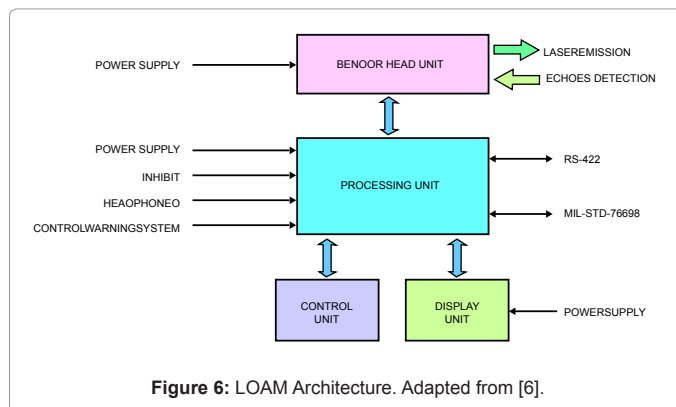 POWER SUPPLY
BENOOR HEAD UNIT
LASEREMISSION
ECHOES DETECTION
POWER SUPPLY
INHIBIT
HEAOPHONEO
CONTROLWARNINGSYSTEM
PROCESSING UNIT
RS-422
MIL-STD-76698
CONTROL
UNIT
DISPLAY
UNIT
POWERSUPPLY
Figure 6: LOAM Architecture. Adapted from [6].